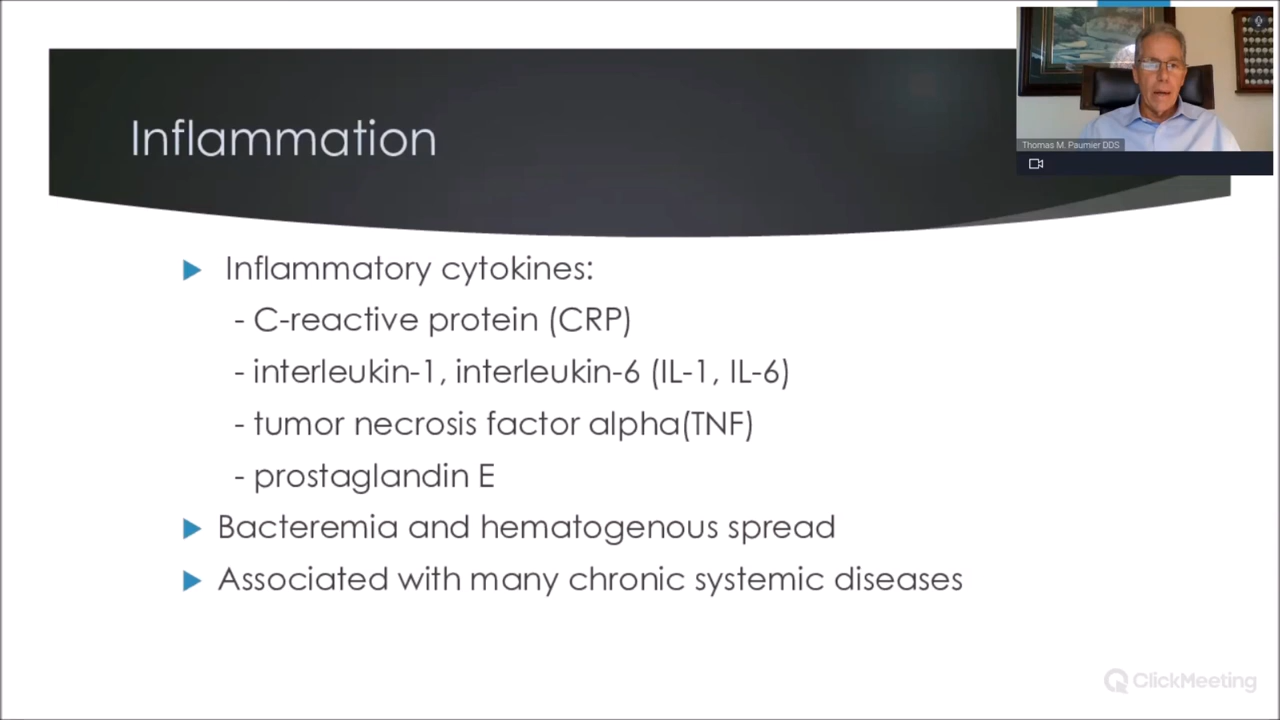 Inflammation
Thomas M. Paumier DDS
Inflammatory cytokines:
- C-reactive protein (CRP)
- interleukin-1, interleukin-6 (IL-1, IL-6)
- tumor necrosis factor alpha(TNF)
- prostaglandin E
Bacteremia and hematogenous spread
Associated with many chronic systemic diseases
ClickMeeting